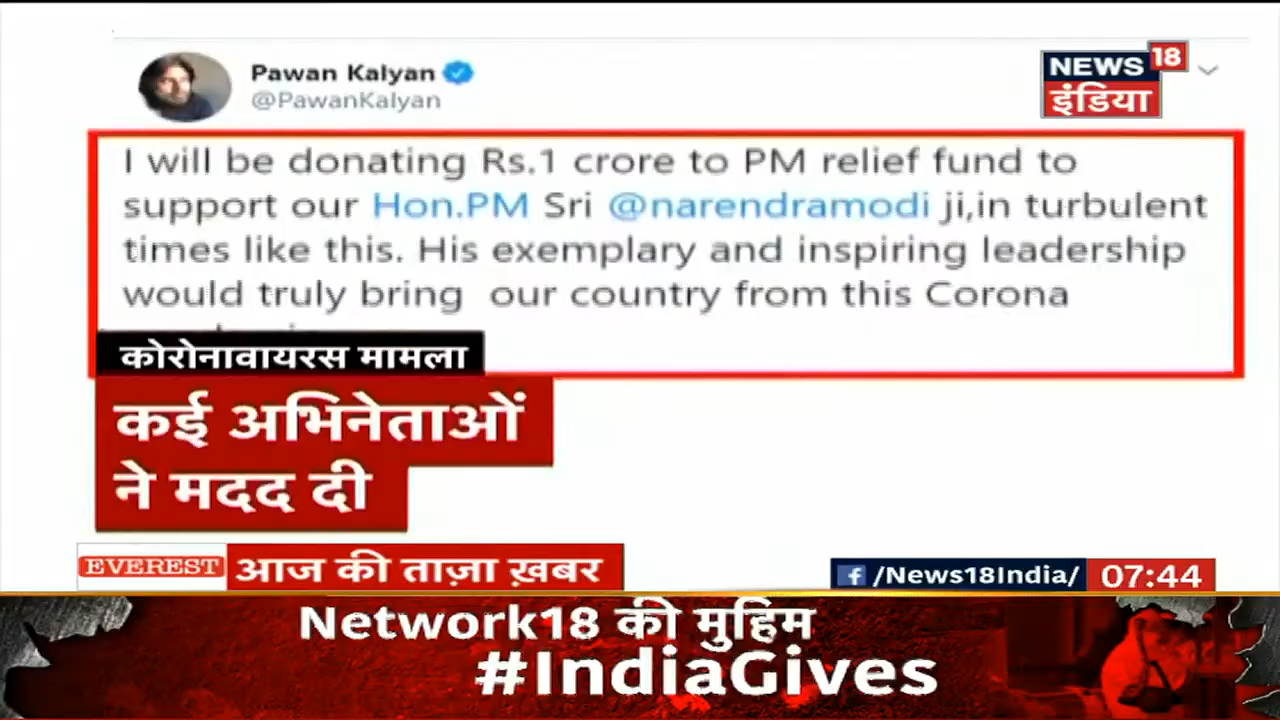 Pawan Kalyan
@PawanKalyan
NEWS 18
इंडिया
I will be donating Rs.1 crore to PM relief fund to
support our Hon.PM Sri @narendramodi ji,in turbulent
times like this. His exemplary and inspiring leadership
would truly bring our country from this Corona
कोरोनावायरस मामला
कई अभिनेताओं
ने मदद दी
EVEREST आज की ताज़ा ख़बर
f /News18India/ 07:44
Network18 की मुहिम
#IndiaGives